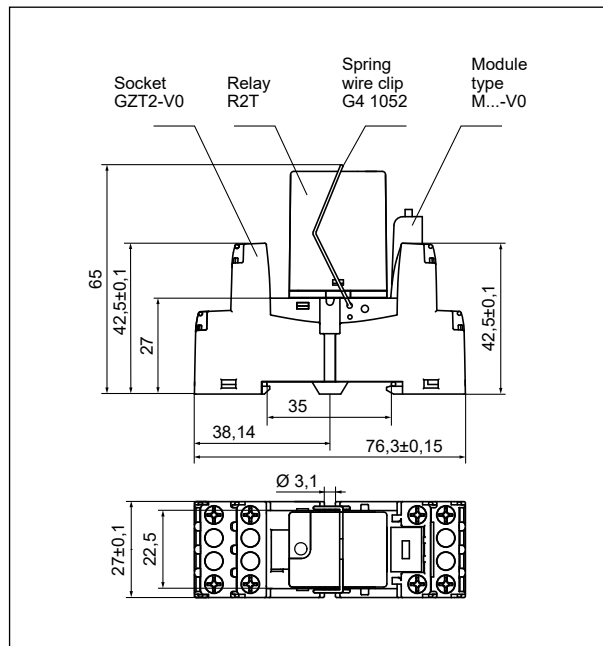 Socket
GZT2-V0
Relay
R2T
Spring
wire clip
G4 1052
Module
type
M...-V0
65
42,5±0,1
27
42,5±0,1
35
38,14
76,3±0,15
Ø 3,1
27±0,1
22,5